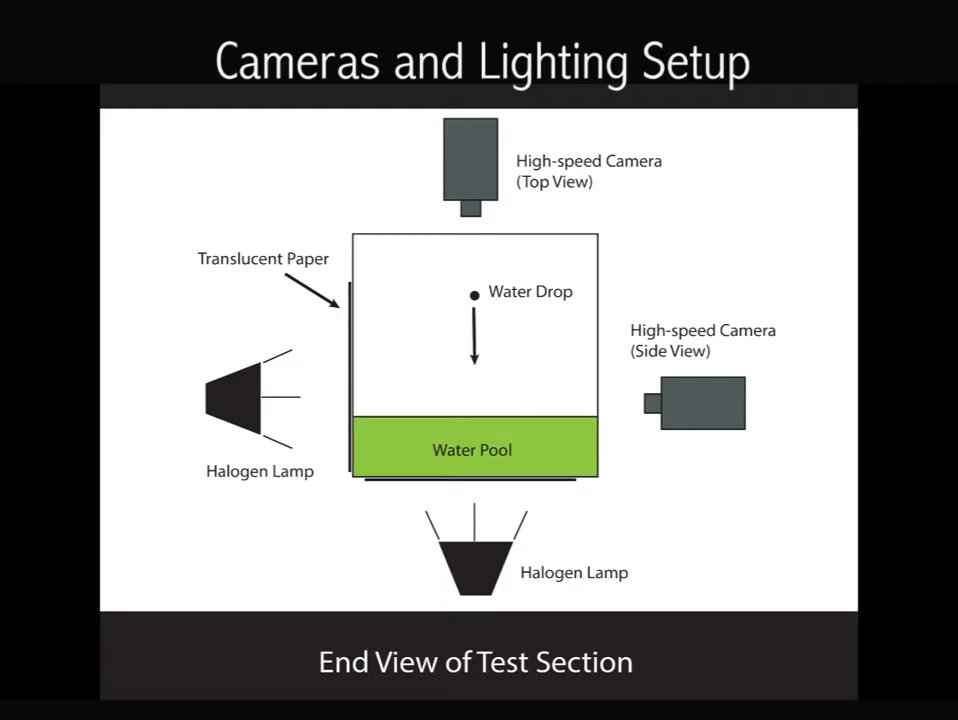 Cameras and Lighting Setup
High-speed Camera
(Top View)
Translucent Paper
Water Drop
High-speed Camera
(Side View)
Water Pool
Halogen Lamp
Halogen Lamp
End View of Test Section